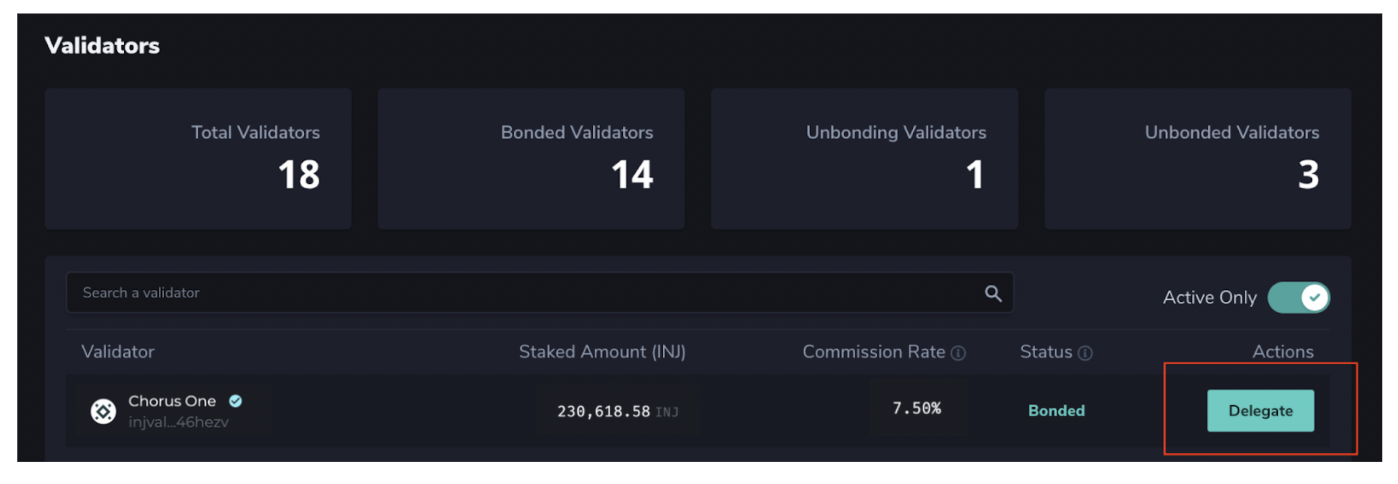 Validators
Total Validators
18
Bonded Validators
14
Unbonding Validators
1
Unbonded Validators
3
Search a validator
Active Only
Validator
Staked Amount (INJ)
Commission Rate
Status
Actions
Chorus One
injval...46hezv
230,618.58 INJ
7.50%
Bonded
Delegate